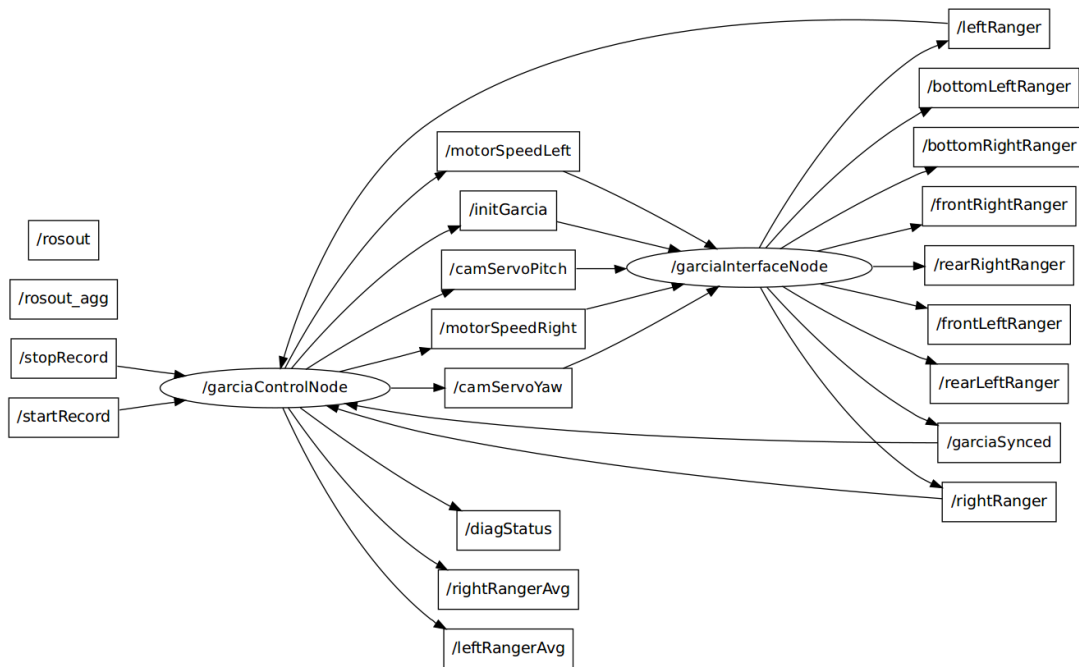 /leftRanger
/bottomLeftRanger
/motorSpeedLeft
/bottomRightRanger
/initGarcia
/frontRightRanger
/rosout
/camServoPitch
/garciaInterfaceNode
/rearRightRanger
/rosout_agg
/motorSpeedRight
/frontLeftRanger
/stopRecord
/garciaControlNode
/camServoYaw
/rearLeftRanger
/startRecord
/garciaSynced
/rightRanger
/diagStatus
/rightRangerAvg
/leftRangerAvg